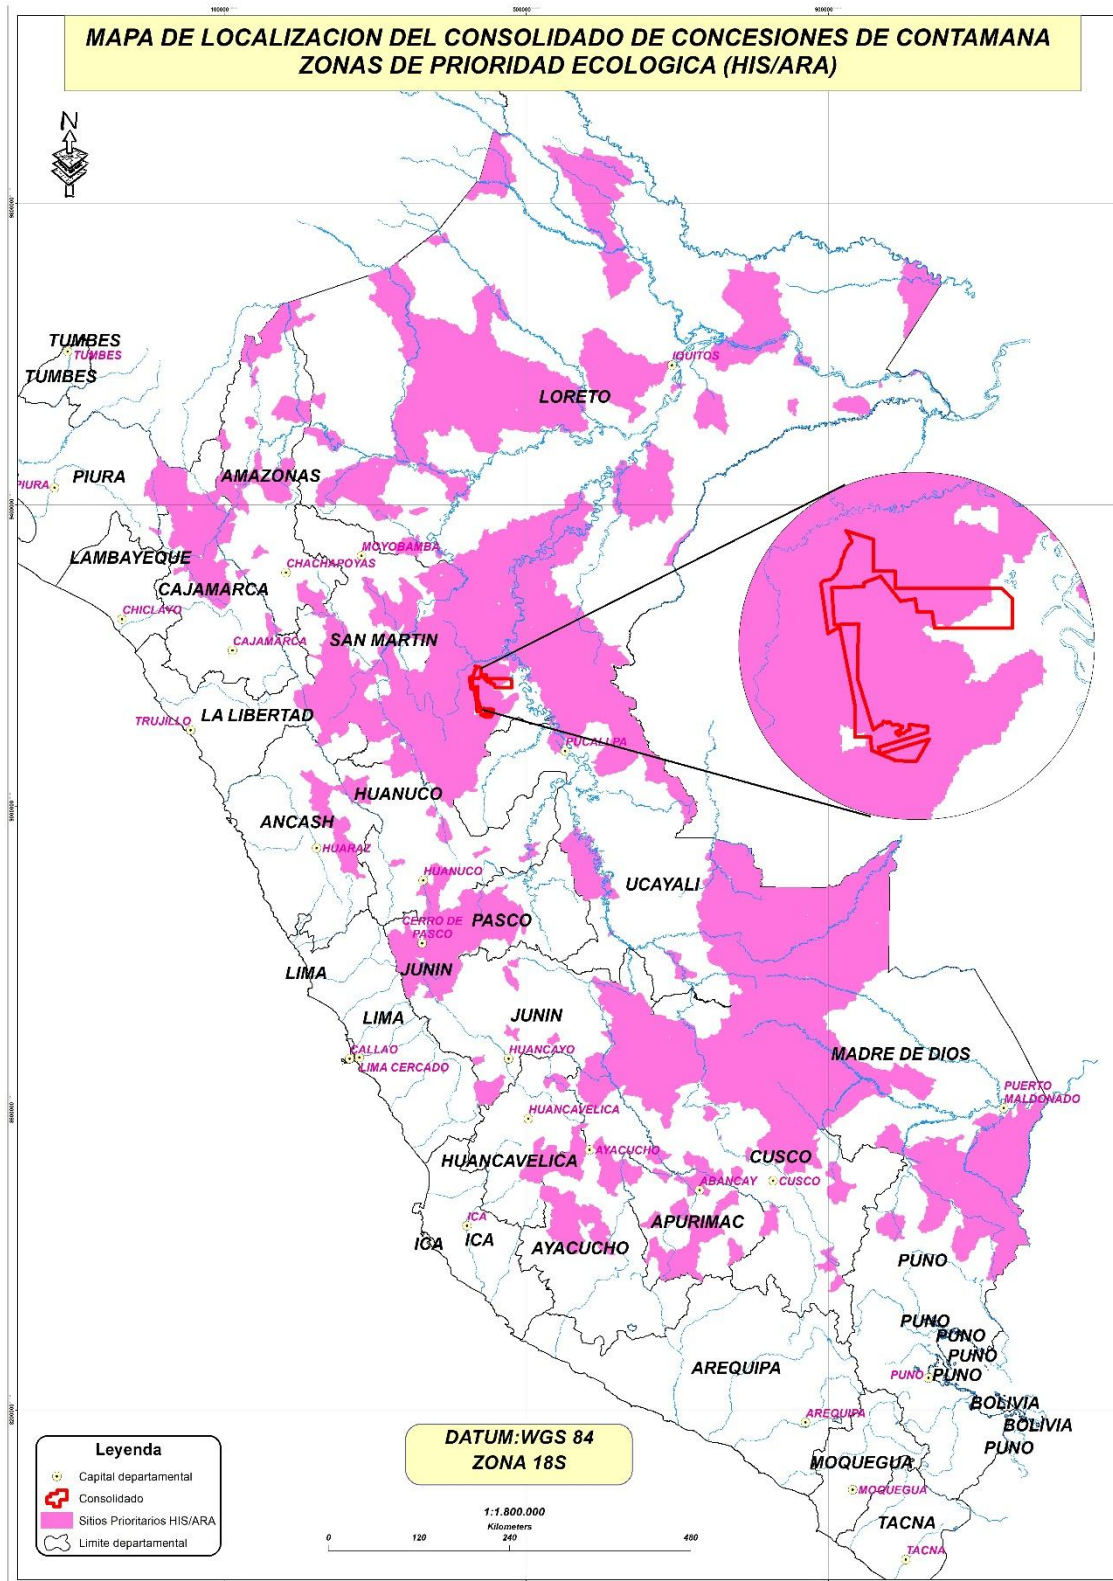 MAPA DE LOCALIZACION DEL CONSOLIDADO DE CONCESIONES DE CONTAMANA
ZONAS DE PRIORIDAD ECOLOGICA (HIS/ARA)
N
TUMBES
TUMBES
TUMBES
IQUITOS
LORETO
PIURA
PIURA
AMAZONAS
MOYOBAMBA
LAMBAYEQUE
CHACHAPOYAS
CAJAMARCA
CHICLAYO
CAJAMARCA
SAN MARTIN
LA LIBERTAD
TRUJILLO
PUCALLPA
HUANUCO
ANCASH
HUARAZ
HUANUCO
UCAYALI
CERRO DE
PASCO
PASCO
LIMA
JUNIN
LIMA
JUNIN
CALLAO
LIMA CERCADO
HUANCAYO
MADRE DE DIOS
PUERTO
MALDONADO
HUANCAVELICA
HUANCAVELICA
AYACUCHO
CUSCO
ABANCAY
CUSCO
ICA
ICA
ICA
AYACUCHO
APURIMAC
PUNO
PUNO
PUNO
PUNO
PUNO
PUNO
AREQUIPA
BOLIVIA
BOLIVIA
PUNO
AREQUIPA
MOQUEGUA
MOQUEGUA
TACNA
TACNA
DATUM:WGS 84
ZONA 18S
1:1.800.000
Kilometers
0 120 240 480
Leyenda
Capital departamental
Consolidado
Sitios Prioritarios HIS/ARA
Limite departamental